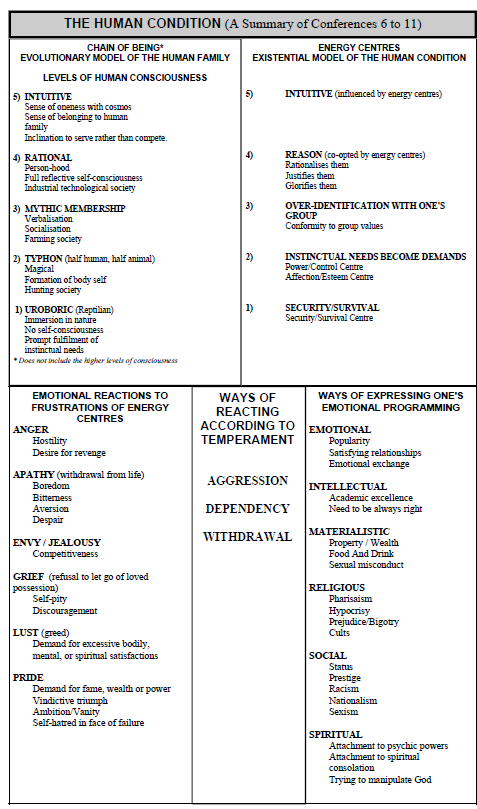 THE HUMAN CONDITION (A Summary of Conferences 6 to 11)
CHAIN OF BEING*
EVOLUTIONARY MODEL OF THE HUMAN FAMILY
LEVELS OF HUMAN CONSCIOUSNESS
5) INTUITIVE
Sense of oneness with cosmos
Sense of belonging to human
family
Inclination to serve rather than compete.
4) RATIONAL
Person-hood
Full reflective self-consciousness
Industrial technological society
3) MYTHIC MEMBERSHIP
Verbalisation
Socialisation
Farming society
2) TYPHON (half human, half animal)
Magical
Formation of body self
Hunting society
1) UROBORIC (Reptilian)
Immersion in nature
No self-consciousness
Prompt fulfilment of
instinctual needs
* Does not include the higher levels of consciousness
ENERGY CENTRES
EXISTENTIAL MODEL OF THE HUMAN CONDITION
5) INTUITIVE (influenced by energy centres)
4) REASON (co-opted by energy centres)
Rationalises them
Justifies them
Glorifies them
3) OVER-IDENTIFICATION WITH ONE'S
GROUP
Conformity to group values
2) INSTINCTUAL NEEDS BECOME DEMANDS
Power/Control Centre
Affection/Esteem Centre
1) SECURITY/SURVIVAL
Security/Survival Centre
EMOTIONAL REACTIONS TO
FRUSTRATIONS OF ENERGY
CENTRES
ANGER
Hostility
Desire for revenge
APATHY (withdrawal from life)
Boredom
Bitterness
Aversion
Despair
ENVY / JEALOUSY
Competitiveness
GRIEF (refusal to let go of loved
possession)
Self-pity
Discouragement
LUST (greed)
Demand for excessive bodily,
mental, or spiritual satisfactions
PRIDE
Demand for fame, wealth or power
Vindictive triumph
Ambition/Vanity
Self-hatred in face of failure
WAYS OF
REACTING
ACCORDING TO
TEMPERAMENT
AGGRESSION
DEPENDENCY
WITHDRAWAL
WAYS OF EXPRESSING ONE'S
EMOTIONAL PROGRAMMING
EMOTIONAL
Popularity
Satisfying relationships
Emotional exchange
INTELLECTUAL
Academic excellence
Need to be always right
MATERIALISTIC
Property / Wealth
Food And Drink
Sexual misconduct
RELIGIOUS
Pharisaism
Hypocrisy
Prejudice/Bigotry
Cults
SOCIAL
Status
Prestige
Racism
Nationalism
Sexism
SPIRITUAL
Attachment to psychic powers
Attachment to spiritual
consolation
Trying to manipulate God